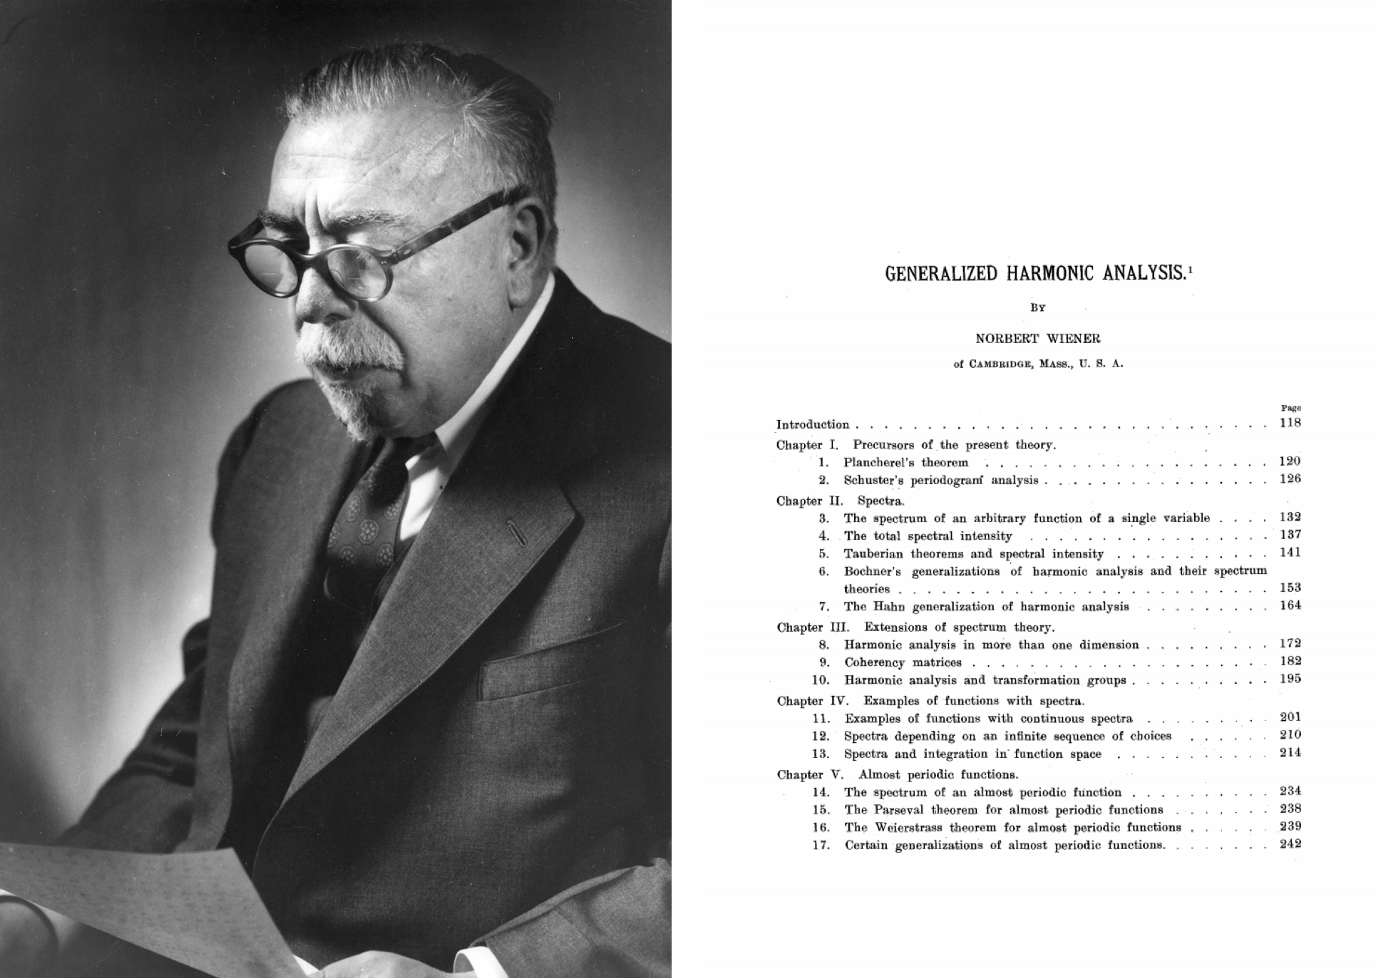 GENERALIZED HARMONIC ANALYSIS.¹
BY
NORBERT WIENER
of CAMBRIDGE, MASS., U. S. A.
Page
Introduction . . . . . . . . . . . . . . . . . . . . . . . . . . . . . 118
Chapter I. Precursors of the present theory.
1. Plancherel's theorem . . . . . . . . . . . . . . . . . . . . 120
2. Schuster's periodogram analysis . . . . . . . . . . . . . . . . 126
Chapter II. Spectra.
3. The spectrum of an arbitrary function of a single variable . . . . 132
4. The total spectral intensity . . . . . . . . . . . . . . . . . 137
5. Tauberian theorems and spectral intensity . . . . . . . . . . . 141
6. Bochner's generalizations of harmonic analysis and their spectrum
theories . . . . . . . . . . . . . . . . . . . . . . . . . . 153
7. The Hahn generalization of harmonic analysis . . . . . . . . . 164
Chapter III. Extensions of spectrum theory.
8. Harmonic analysis in more than one dimension . . . . . . . . . 172
9. Coherency matrices . . . . . . . . . . . . . . . . . . . . . 182
10. Harmonic analysis and transformation groups . . . . . . . . . . 195
Chapter IV. Examples of functions with spectra.
11. Examples of functions with continuous spectra . . . . . . . . . 201
12. Spectra depending on an infinite sequence of choices . . . . . . 210
13. Spectra and integration in function space . . . . . . . . . . . 214
Chapter V. Almost periodic functions.
14. The spectrum of an almost periodic function . . . . . . . . . . 234
15. The Parseval theorem for almost periodic functions . . . . . . . 238
16. The Weierstrass theorem for almost periodic functions . . . . . . 239
17. Certain generalizations of almost periodic functions. . . . . . . . 242